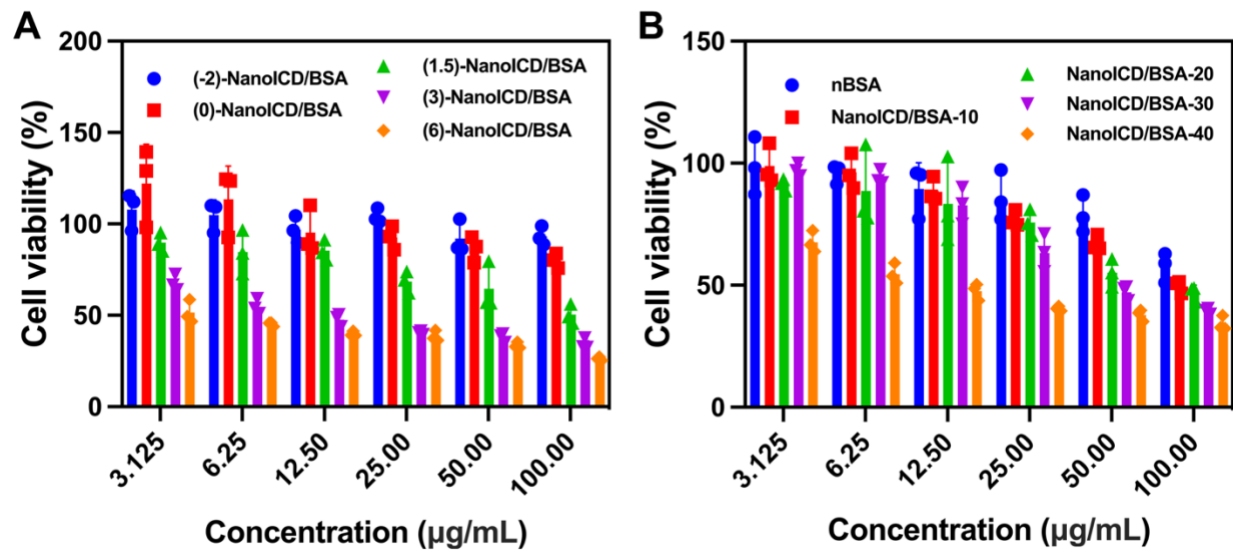 A
Cell viability (%)
200
150
100
50
0
(-2)-NanoICD/BSA
(0)-NanoICD/BSA
(1.5)-NanoICD/BSA
(3)-NanoICD/BSA
(6)-NanoICD/BSA
3.125
6.25
12.50
25.00
50.00
100.00
Concentration (µg/mL)
B
Cell viability (%)
150
100
50
0
nBSA
NanoICD/BSA-10
NanoICD/BSA-20
NanoICD/BSA-30
NanoICD/BSA-40
3.125
6.25
12.50
25.00
50.00
100.00
Concentration (µg/mL)